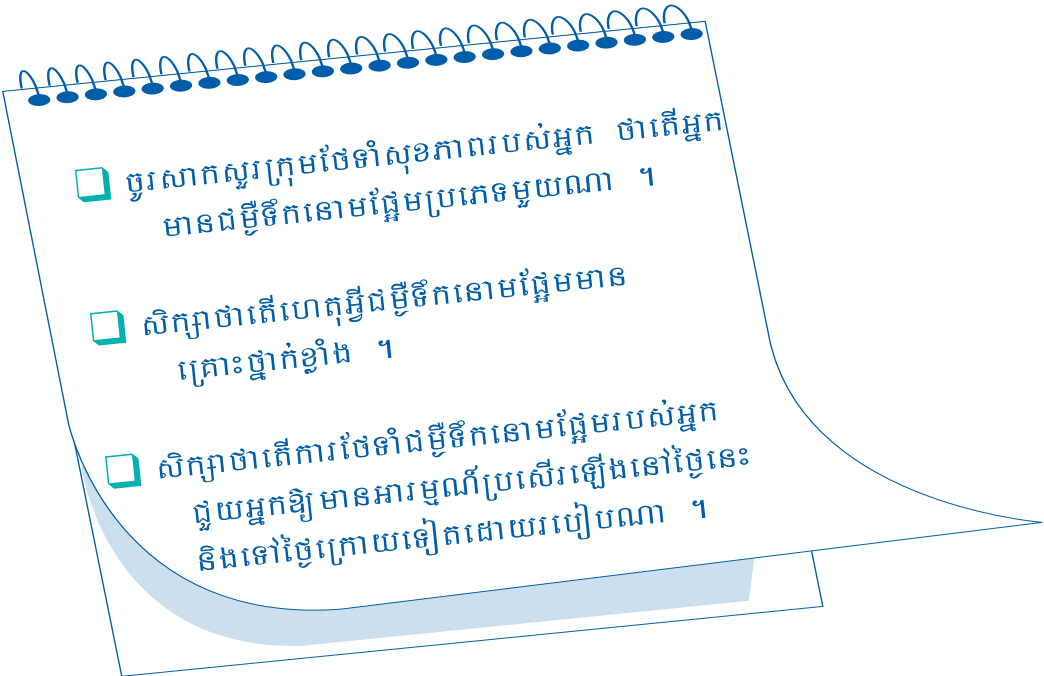 ចូរសាកសួរក្រុមថែទាំសុខភាពរបស់អ្នក ថាតើអ្នក
មានជម្ងឺទឹកនោមផ្អែមប្រភេទមួយណា ។
សិក្សាថាតើហេតុអ្វីជម្ងឺទឹកនោមផ្អែមមាន
គ្រោះថ្នាក់ខ្លាំង ។
សិក្សាថាតើការថែទាំជម្ងឺទឹកនោមផ្អែមរបស់អ្នក
ជួយអ្នកឱ្យមានអារម្មណ៍ប្រសើរឡើងនៅថ្ងៃនេះ
និងទៅថ្ងៃក្រោយទៀតដោយរបៀបណា ។